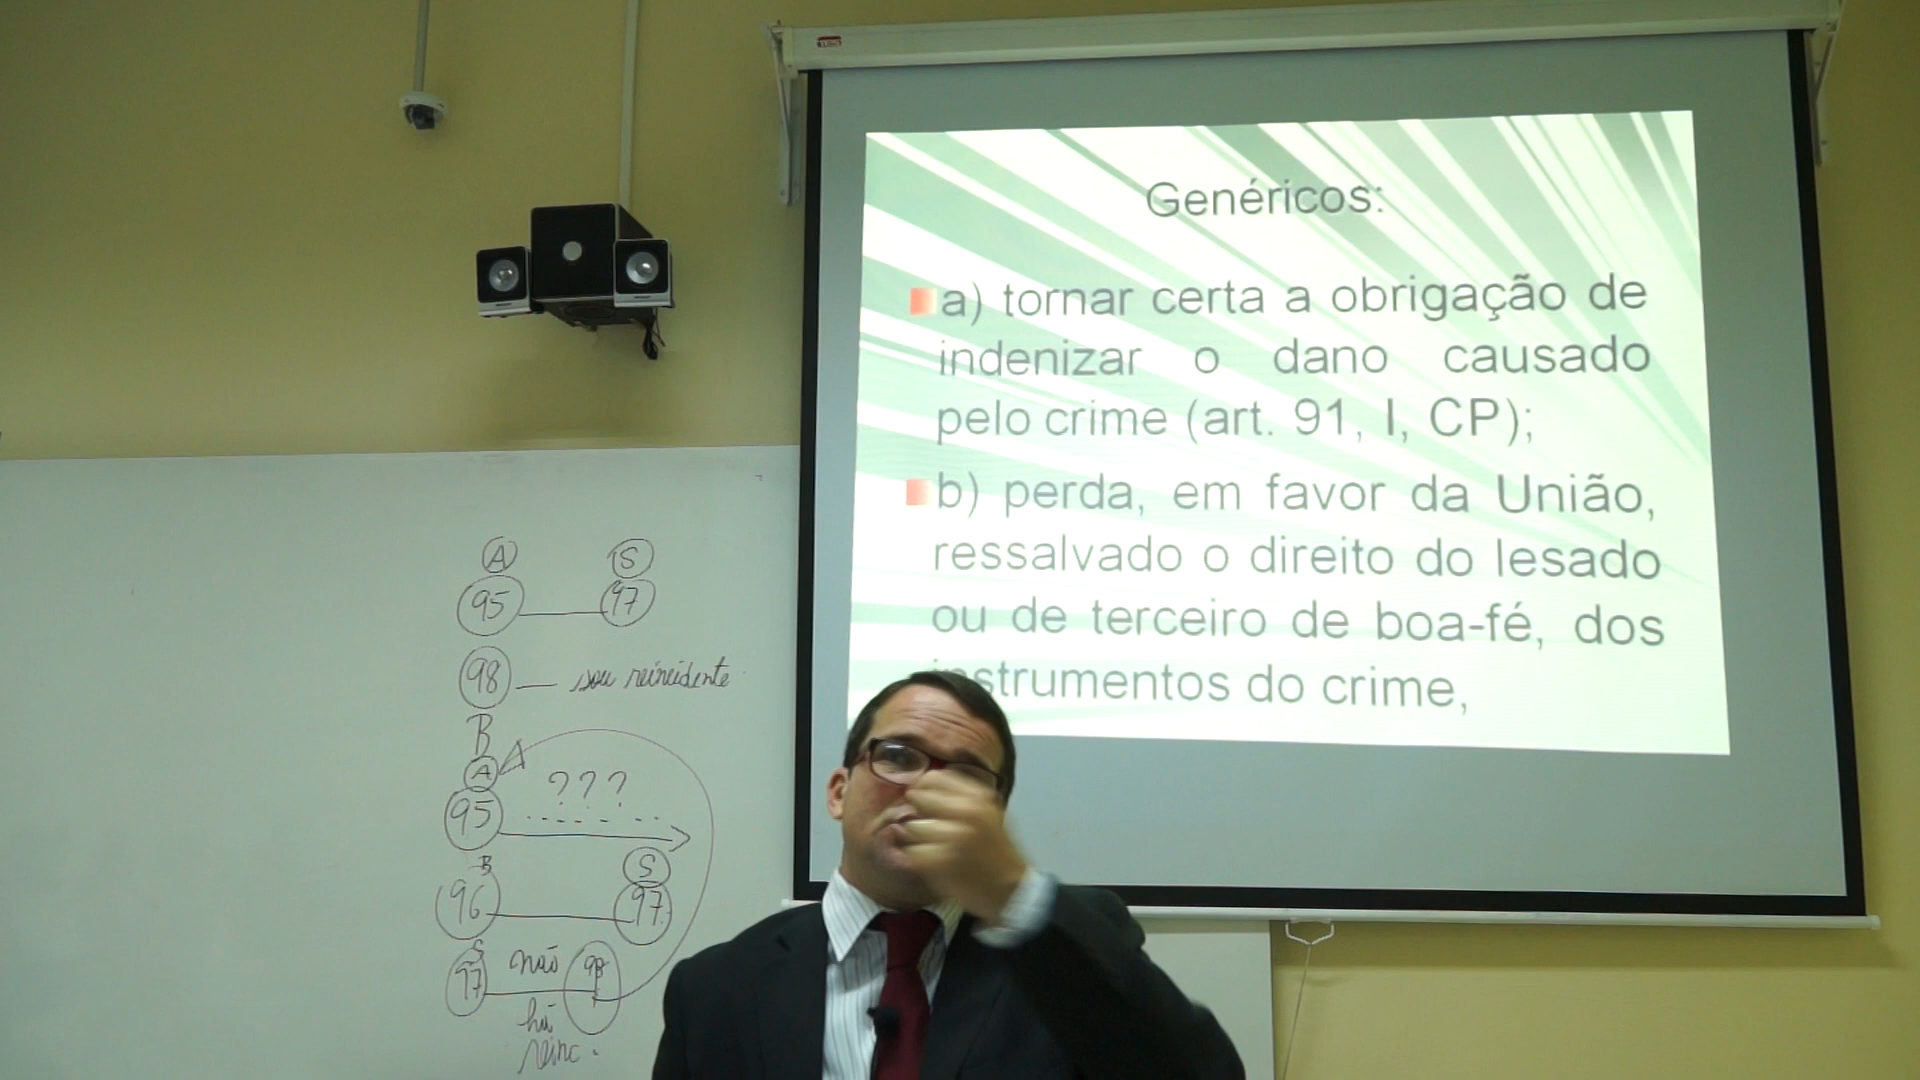 Genéricos:
a) tornar certa a obrigação de
indenizar o dano causado
pelo crime (art. 91, I, CP);
b) perda, em favor da União,
ressalvado o direito do lesado
ou de terceiro de boa-fé, dos
instrumentos do crime,
A S
95 97
98 — sou reincidente
B
A ???
95
B S
96 97
S
97 não 98
há
reinc.